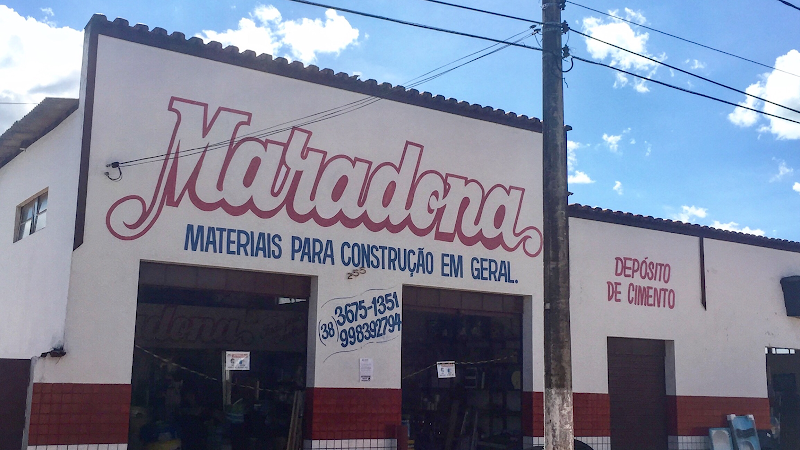 Maradona
MATERIAIS PARA CONSTRUÇÃO EM GERAL.
255
(38) 3675-1351
998392794
DEPÓSITO
DE CIMENTO